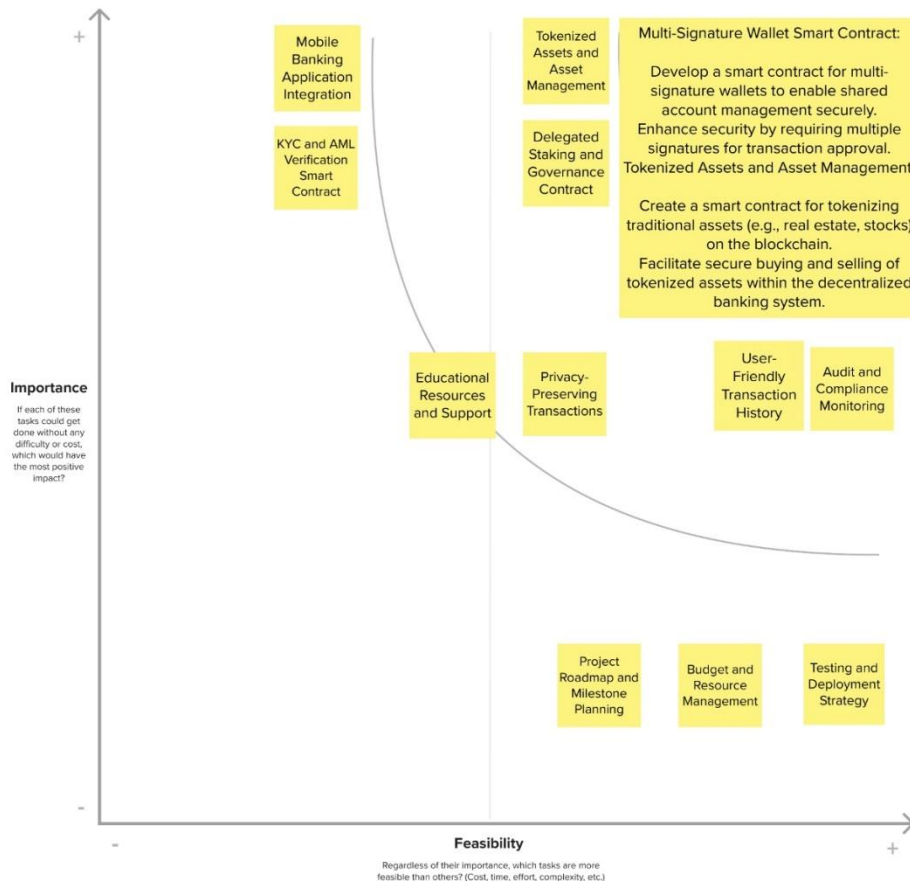 +
Mobile
Banking
Application
Integration
KYC and AML
Verification
Smart
Contract
Tokenized
Assets and
Asset
Management
Delegated
Staking and
Governance
Contract
Multi-Signature Wallet Smart Contract:
Develop a smart contract for multi-
signature wallets to enable shared
account management securely.
Enhance security by requiring multiple
signatures for transaction approval.
Tokenized Assets and Asset Management
Create a smart contract for tokenizing
traditional assets (e.g., real estate, stocks)
on the blockchain.
Facilitate secure buying and selling of
tokenized assets within the decentralized
banking system.
Importance
If each of these
tasks could get
done without any
difficulty or cost,
which would have
the most positive
impact?
Educational
Resources
and Support
Privacy-
Preserving
Transactions
User-
Friendly
Transaction
History
Audit and
Compliance
Monitoring
Project
Roadmap and
Milestone
Planning
Budget and
Resource
Management
Testing and
Deployment
Strategy
-
-
Feasibility
+
Regardless of their importance, which tasks are more
feasible than others? (Cost, time, effort, complexity, etc.)